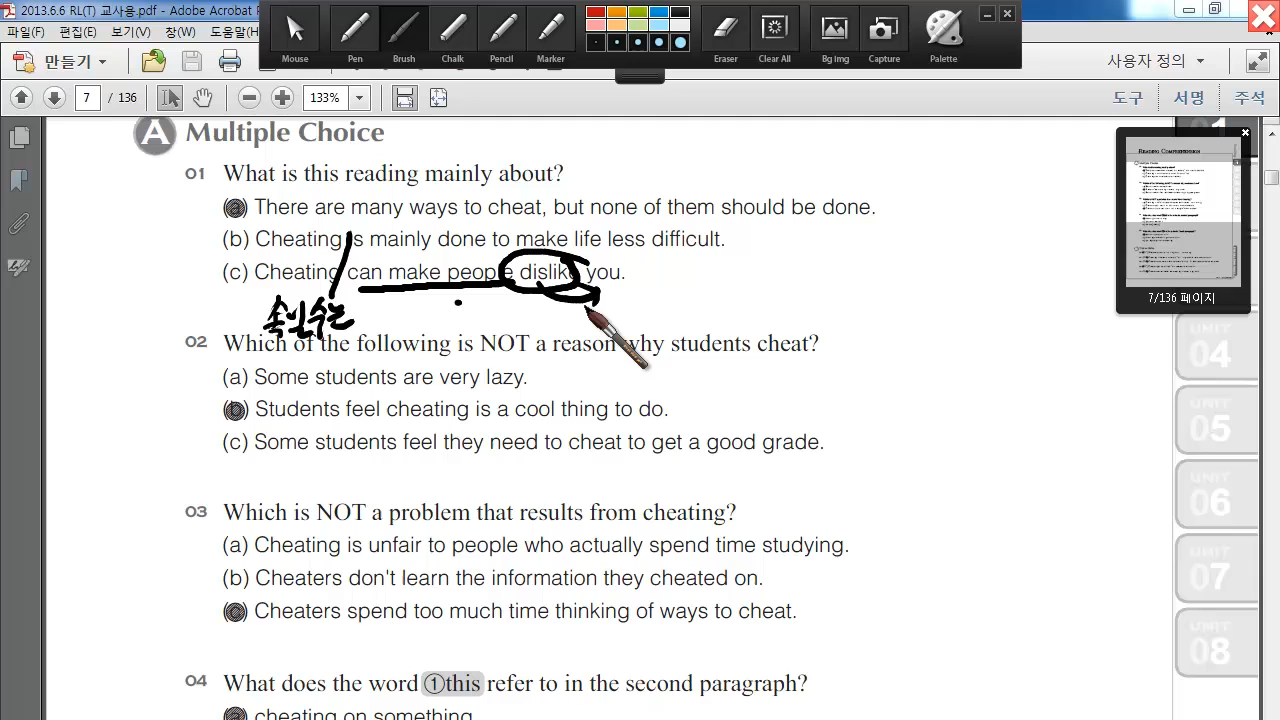 2013.6.6 RL(T) 교사용.pdf - Adobe Acrobat
파일(F) 편집(E) 보기(V) 창(W) 도움말(H)
Mouse Pen Brush Chalk Pencil Marker Eraser Clear All Bg img Capture Palette
만들기 사용자 정의
7 / 136 133% 도구 서명 주석
A Multiple Choice
01 What is this reading mainly about?
(a) There are many ways to cheat, but none of them should be done.
(b) Cheating is mainly done to make life less difficult.
(c) Cheating can make people dislike you.
7/136 페이지
02 Which of the following is NOT a reason why students cheat?
(a) Some students are very lazy.
(b) Students feel cheating is a cool thing to do.
(c) Some students feel they need to cheat to get a good grade.
03 Which is NOT a problem that results from cheating?
(a) Cheating is unfair to people who actually spend time studying.
(b) Cheaters don't learn the information they cheated on.
Cheaters spend too much time thinking of ways to cheat.
04 What does the word ①this refer to in the second paragraph?
cheating on something
01
UNIT 04
UNIT 05
UNIT 06
UNIT 07
UNIT 08